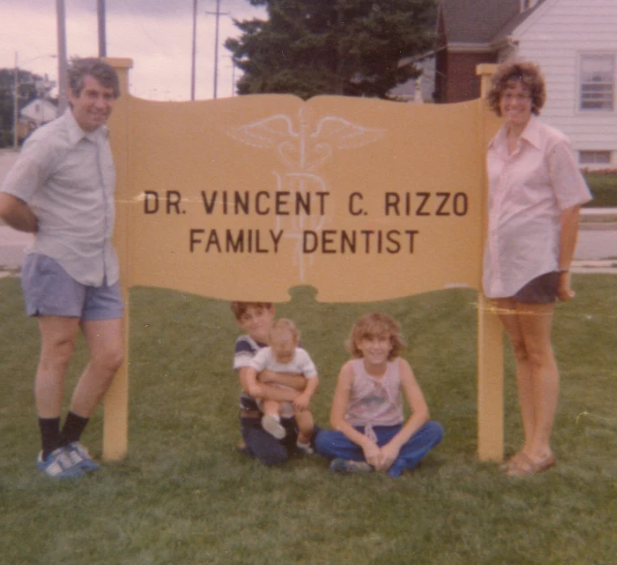 DR. VINCENT C. RIZZO
FAMILY DENTIST